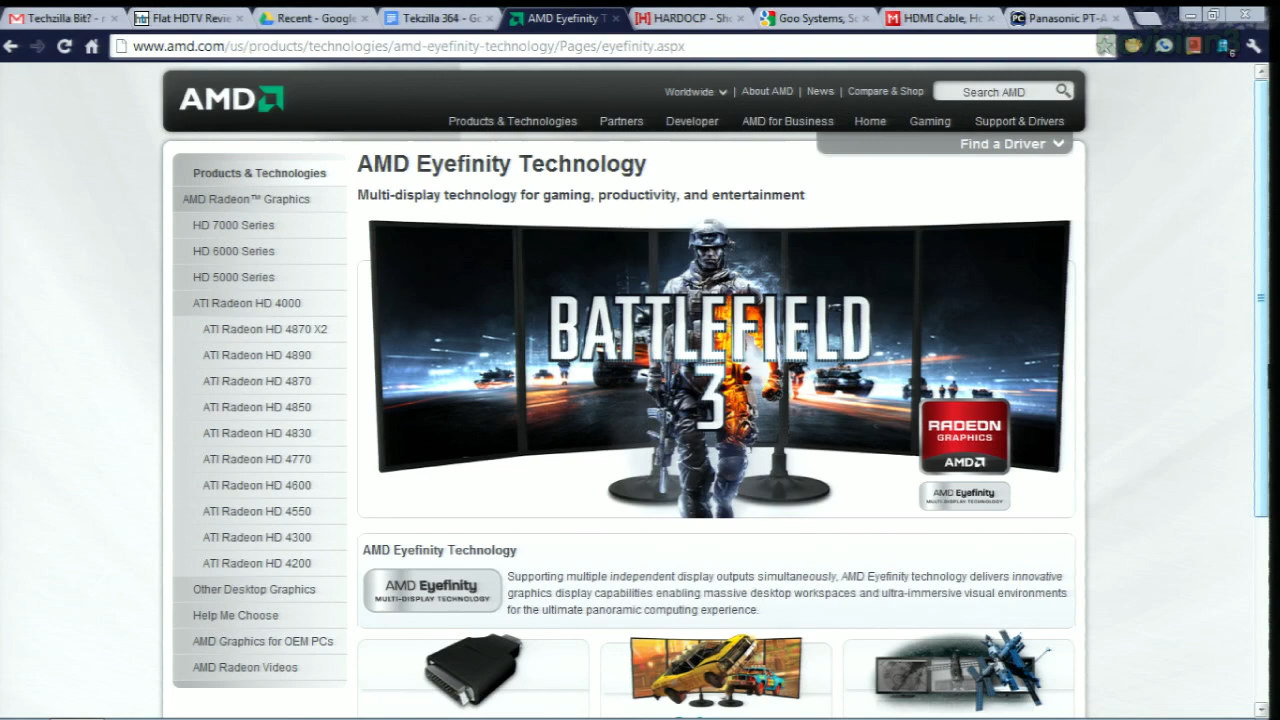 Techzilla Bit? - r
Flat HDTV Revie
Recent - Google
Tekzilla 364 - G
AMD Eyefinity T
HARDOCP - Sh
Goo Systems, S
HDMI Cable, Ho
Panasonic PT-A
www.amd.com/us/products/technologies/amd-eyefinity-technology/Pages/eyefinity.aspx
AMD
Worldwide | About AMD | News | Compare & Shop
Search AMD
Products & Technologies Partners Developer AMD for Business Home Gaming Support & Drivers
Find a Driver
Products & Technologies
AMD Radeon™ Graphics
HD 7000 Series
HD 6000 Series
HD 5000 Series
ATI Radeon HD 4000
ATI Radeon HD 4870 X2
ATI Radeon HD 4890
ATI Radeon HD 4870
ATI Radeon HD 4850
ATI Radeon HD 4830
ATI Radeon HD 4770
ATI Radeon HD 4600
ATI Radeon HD 4550
ATI Radeon HD 4300
ATI Radeon HD 4200
Other Desktop Graphics
Help Me Choose
AMD Graphics for OEM PCs
AMD Radeon Videos
AMD Eyefinity Technology
Multi-display technology for gaming, productivity, and entertainment
BATTLEFIELD
3
RADEON
GRAPHICS
AMD
AMD Eyefinity
MULTI-DISPLAY TECHNOLOGY
AMD Eyefinity Technology
AMD Eyefinity
MULTI-DISPLAY TECHNOLOGY
Supporting multiple independent display outputs simultaneously, AMD Eyefinity technology delivers innovative
graphics display capabilities enabling massive desktop workspaces and ultra-immersive visual environments
for the ultimate panoramic computing experience.